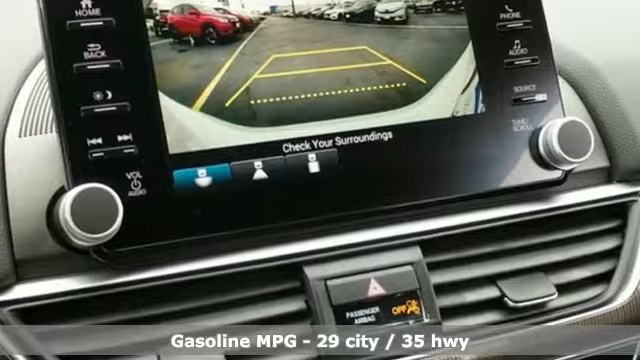 HOME
BACK
VOL
AUDIO
PHONE
AUDIO
SOURCE
TUNE/
SCROLL
Check Your Surroundings
PASSENGER
AIRBAG
OFF
Gasoline MPG - 29 city / 35 hwy